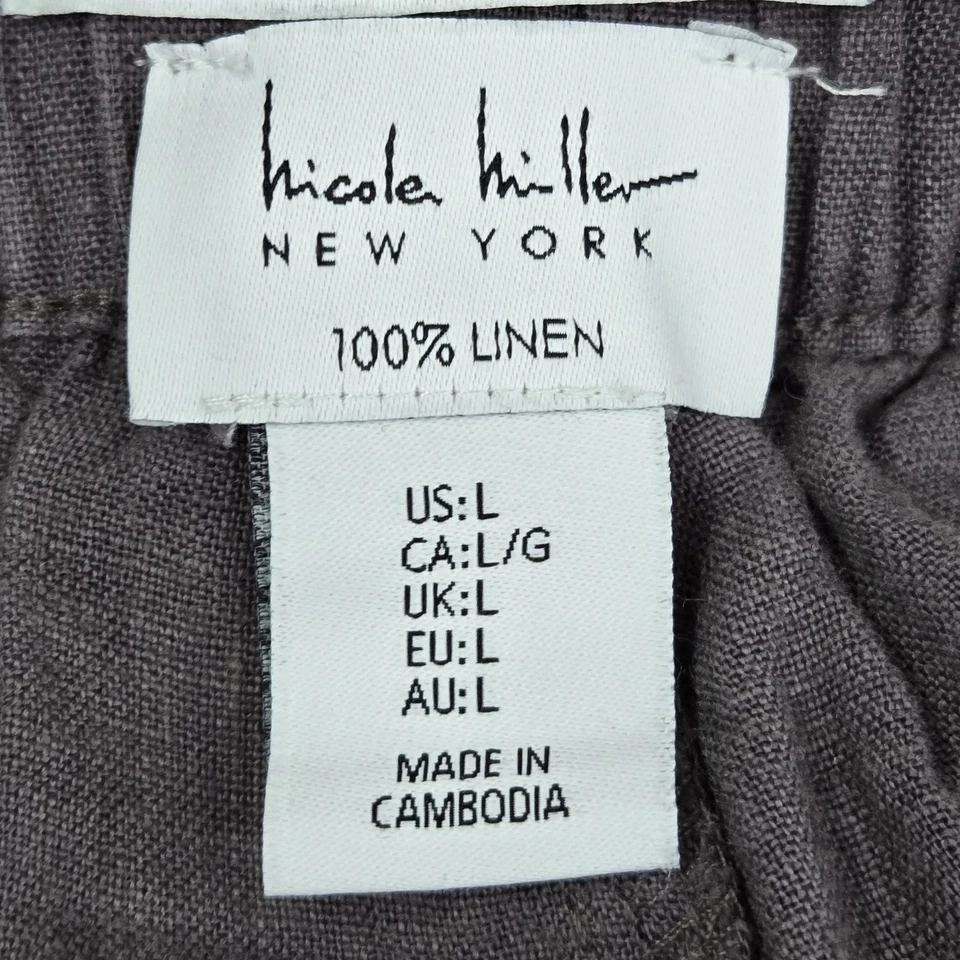 Nicole Miller
NEW YORK
100% LINEN
US:L
CA:L/G
UK:L
EU:L
AU:L
MADE IN
CAMBODIA